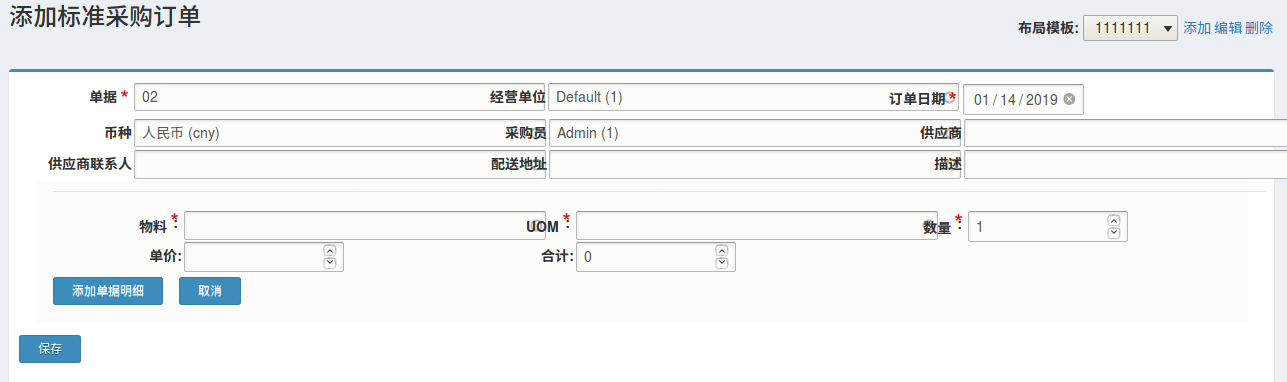 添加标准采购订单
布局模板: 1111111 添加 编辑 删除
单据 * 02 经营单位 Default (1) 订单日期 * 01 / 14 / 2019
币种 人民币 (cny) 采购员 Admin (1) 供应商
供应商联系人 配送地址 描述
物料 * : UOM * : 数量 * : 1
单价: 合计: 0
添加单据明细 取消
保存